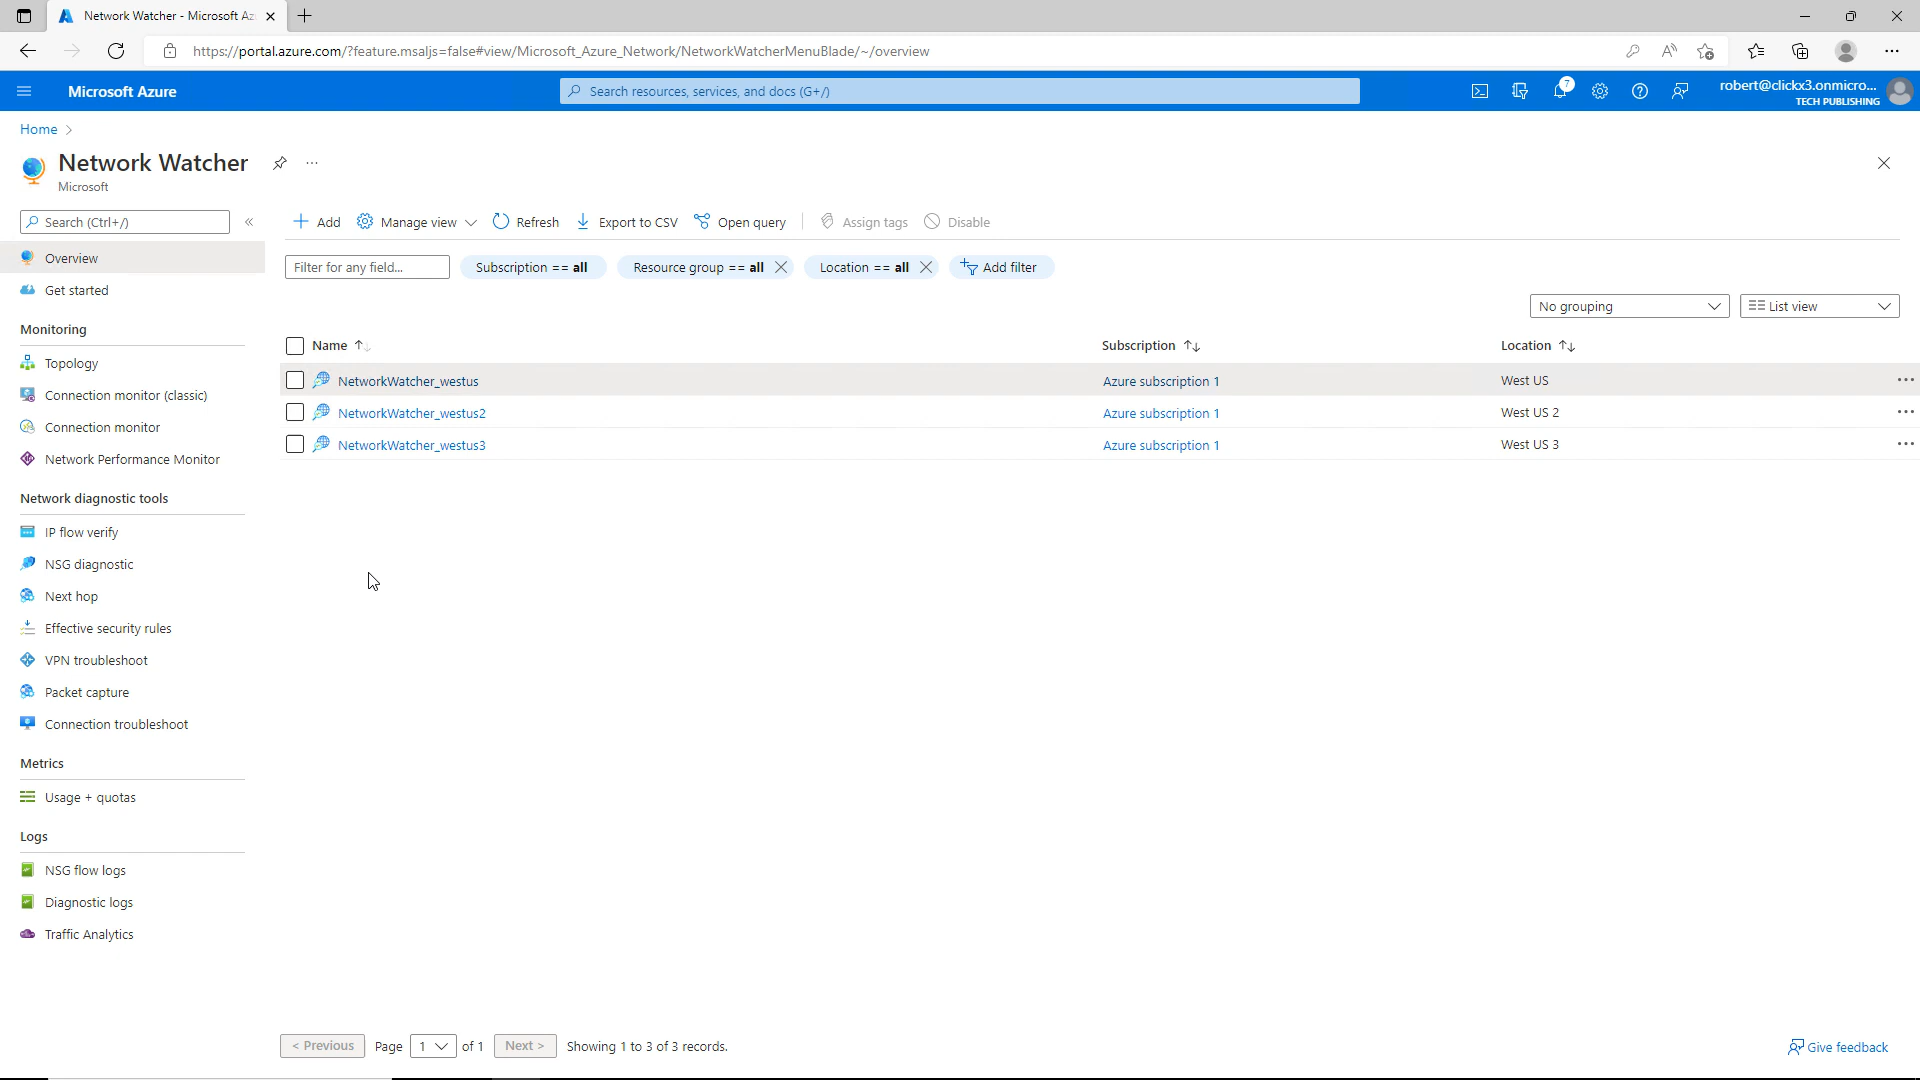 Network Watcher - Microsoft Az
https://portal.azure.com/?feature.msaljs=false#view/Microsoft_Azure_Network/NetworkWatcherMenuBlade/~/overview
Microsoft Azure
Search resources, services, and docs (G+/)
7
robert@clickx3.onmicro...
TECH PUBLISHING
Home
Network Watcher
...
Microsoft
Search (Ctrl+/)
«
Add
Manage view
Refresh
Export to CSV
Open query
Assign tags
Disable
Overview
Get started
Monitoring
Topology
Connection monitor (classic)
Connection monitor
Network Performance Monitor
Network diagnostic tools
IP flow verify
NSG diagnostic
Next hop
Effective security rules
VPN troubleshoot
Packet capture
Connection troubleshoot
Metrics
Usage + quotas
Logs
NSG flow logs
Diagnostic logs
Traffic Analytics
Filter for any field...
Subscription == all
Resource group == all
Location == all
Add filter
No grouping
List view
Name Subscription Location
NetworkWatcher_westus Azure subscription 1 West US
NetworkWatcher_westus2 Azure subscription 1 West US 2
NetworkWatcher_westus3 Azure subscription 1 West US 3
< Previous Page 1 of 1 Next > Showing 1 to 3 of 3 records.
Give feedback